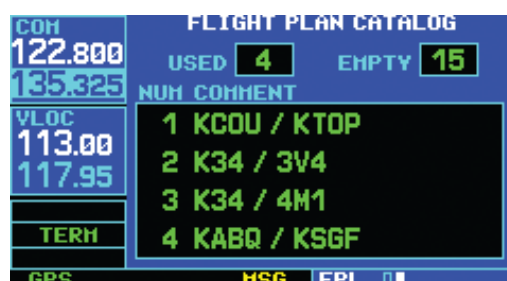 COM
122.800
135.325
VLOC
113.00
117.95
TERM
FLIGHT PLAN CATALOG
USED 4 EMPTY 15
NUM COMMENT
1 KCOU / KTOP
2 K34 / 3V4
3 K34 / 4M1
4 KABQ / KSGF
GPS MSG FPL